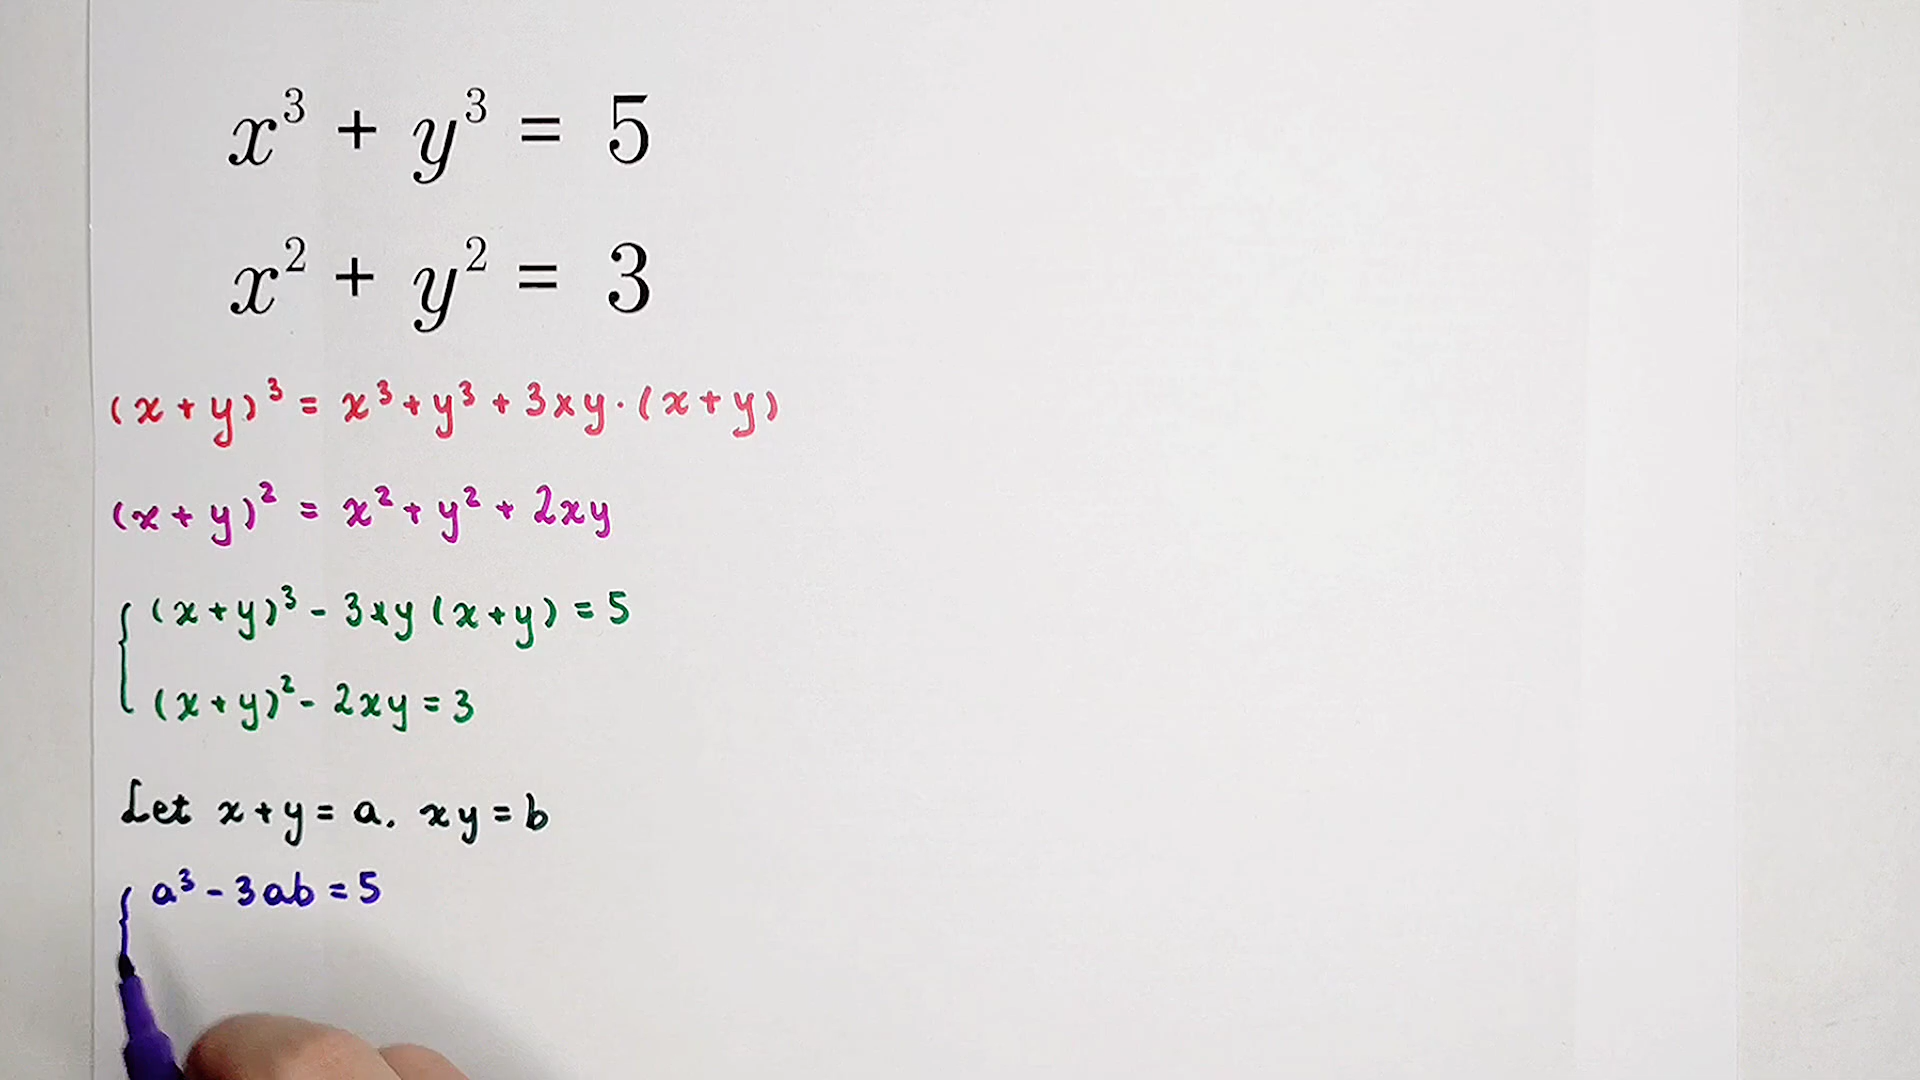 x³ + y³ = 5
x² + y² = 3
(x + y)³ = x³ + y³ + 3xy · (x + y)
(x + y)² = x² + y² + 2xy
(x + y)³ - 3xy (x + y) = 5
(x + y)² - 2xy = 3
Let x + y = a. xy = b
a³ - 3ab = 5